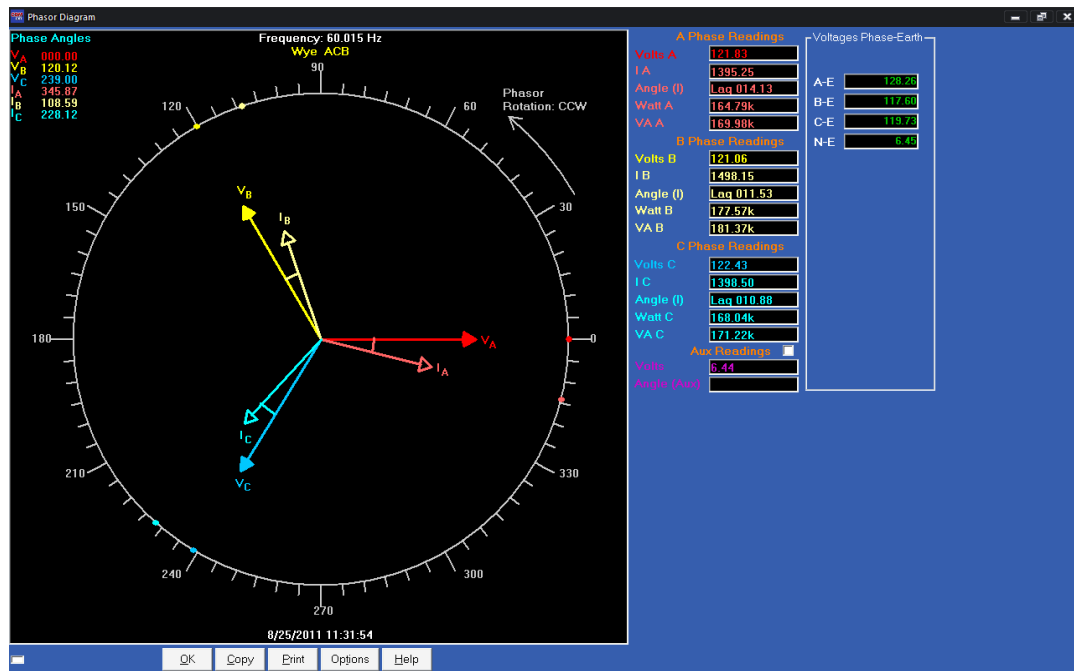 Phasor Diagram
Phase Angles
VA 000.00
VB 120.12
VC 239.00
IA 345.87
IB 108.59
IC 228.12
Frequency: 60.015 Hz
Wye ACB
90
Phasor
Rotation: CCW
120
60
150
30
VB
IB
180
0
VA
IA
IC
VC
210
330
240
300
270
8/25/2011 11:31:54
OK Copy Print Options Help
A Phase Readings
Volts A 121.83
I A 1395.25
Angle (I) Lag 014.13
Watt A 164.79k
VA A 169.98k
B Phase Readings
Volts B 121.06
I B 1498.15
Angle (I) Lag 011.53
Watt B 177.57k
VA B 181.37k
C Phase Readings
Volts C 122.43
I C 1398.50
Angle (I) Lag 010.88
Watt C 168.04k
VA C 171.22k
Aux Readings
Volts 6.44
Angle (Aux)
Voltages Phase-Earth
A-E 128.26
B-E 117.60
C-E 119.73
N-E 6.45